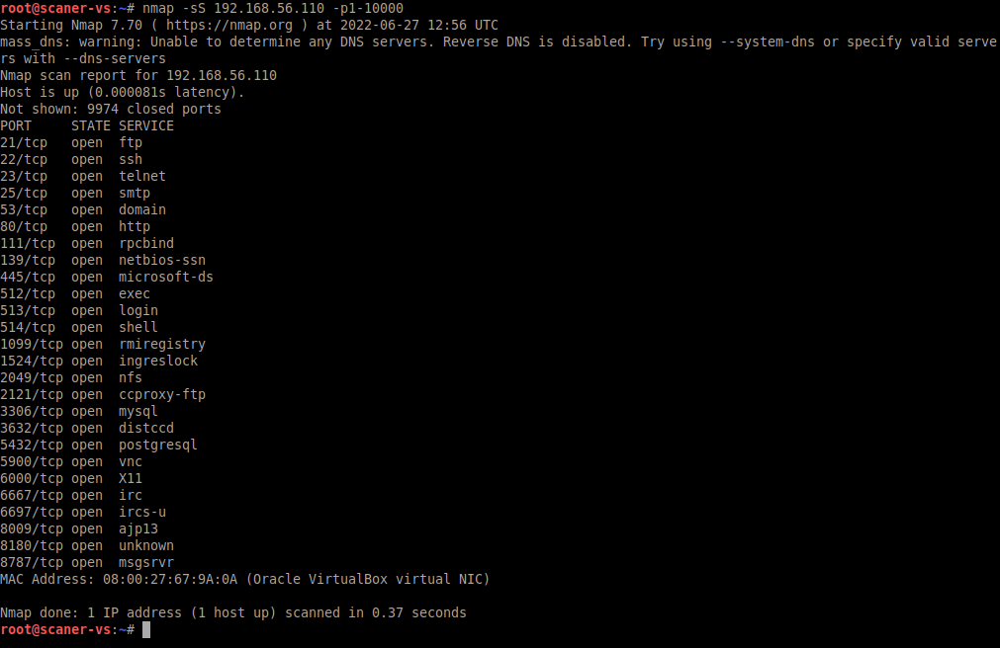 root@scaner-vs:~# nmap -sS 192.168.56.110 -p1-10000
Starting Nmap 7.70 ( https://nmap.org ) at 2022-06-27 12:56 UTC
mass_dns: warning: Unable to determine any DNS servers. Reverse DNS is disabled. Try using --system-dns or specify valid serve
rs with --dns-servers
Nmap scan report for 192.168.56.110
Host is up (0.000081s latency).
Not shown: 9974 closed ports
PORT     STATE SERVICE
21/tcp   open  ftp
22/tcp   open  ssh
23/tcp   open  telnet
25/tcp   open  smtp
53/tcp   open  domain
80/tcp   open  http
111/tcp  open  rpcbind
139/tcp  open  netbios-ssn
445/tcp  open  microsoft-ds
512/tcp  open  exec
513/tcp  open  login
514/tcp  open  shell
1099/tcp open  rmiregistry
1524/tcp open  ingreslock
2049/tcp open  nfs
2121/tcp open  ccproxy-ftp
3306/tcp open  mysql
3632/tcp open  distccd
5432/tcp open  postgresql
5900/tcp open  vnc
6000/tcp open  X11
6667/tcp open  irc
6697/tcp open  ircs-u
8009/tcp open  ajp13
8180/tcp open  unknown
8787/tcp open  msgsrvr
MAC Address: 08:00:27:67:9A:0A (Oracle VirtualBox virtual NIC)
Nmap done: 1 IP address (1 host up) scanned in 0.37 seconds
root@scaner-vs:~#